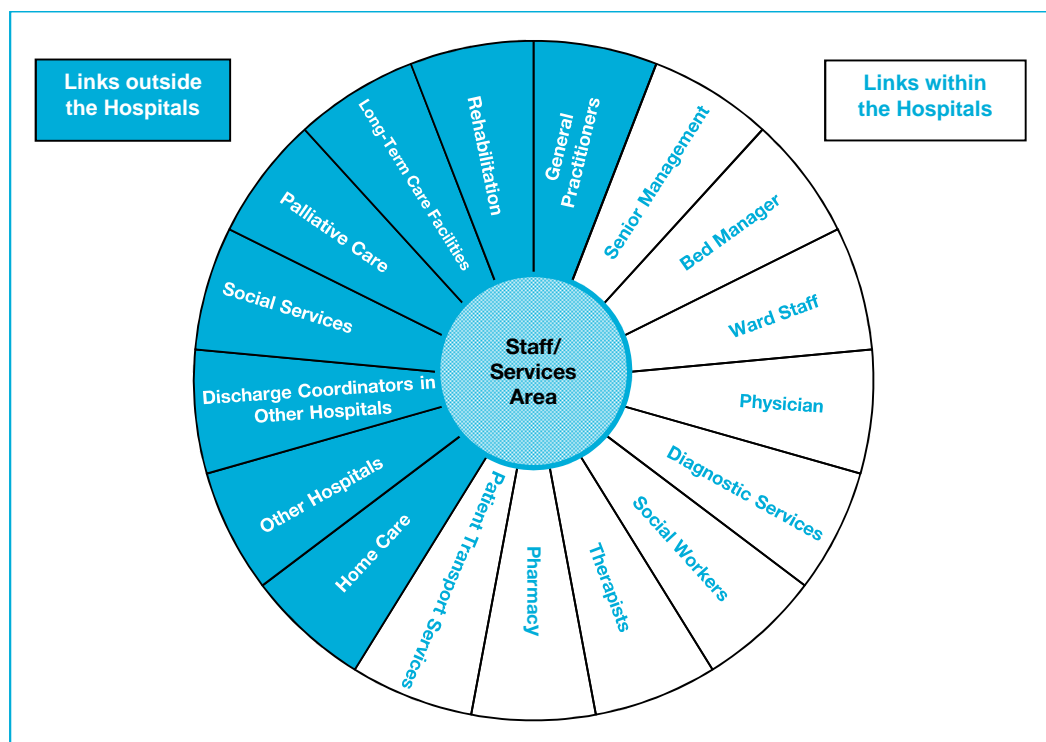 Links outside
the Hospitals
Links within
the Hospitals
General
Practitioners
Senior Management
Bed Manager
Ward Staff
Physician
Diagnostic Services
Social Workers
Therapists
Pharmacy
Patient Transport Services
Home Care
Other Hospitals
Discharge Coordinators in
Other Hospitals
Social Services
Palliative Care
Long-Term Care Facilities
Rehabilitation
Staff/
Services
Area